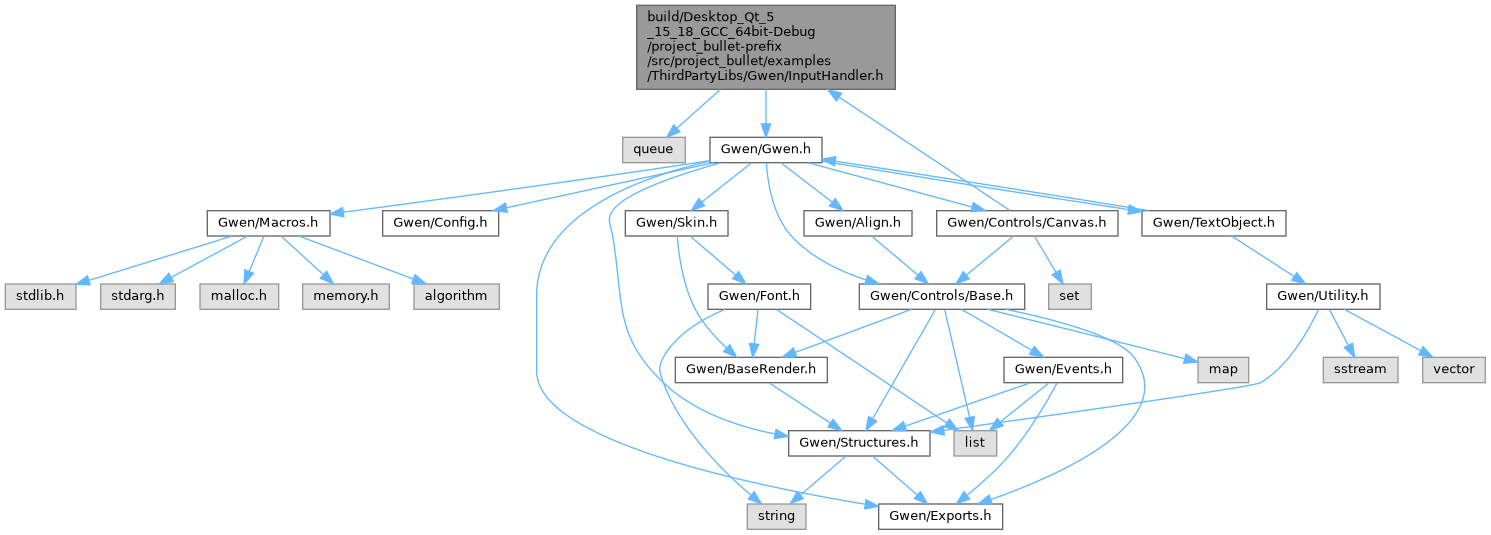 build/Desktop_Qt_5
_15_18_GCC_64bit-Debug
/project_bullet-prefix
/src/project_bullet/examples
/ThirdPartyLibs/Gwen/InputHandler.h
queue
Gwen/Gwen.h
Gwen/Macros.h
Gwen/Config.h
Gwen/Skin.h
Gwen/Align.h
Gwen/Controls/Canvas.h
Gwen/TextObject.h
stdlib.h
stdarg.h
malloc.h
memory.h
algorithm
Gwen/Font.h
Gwen/Controls/Base.h
set
Gwen/Utility.h
Gwen/BaseRender.h
Gwen/Events.h
map
sstream
vector
Gwen/Structures.h
list
string
Gwen/Exports.h